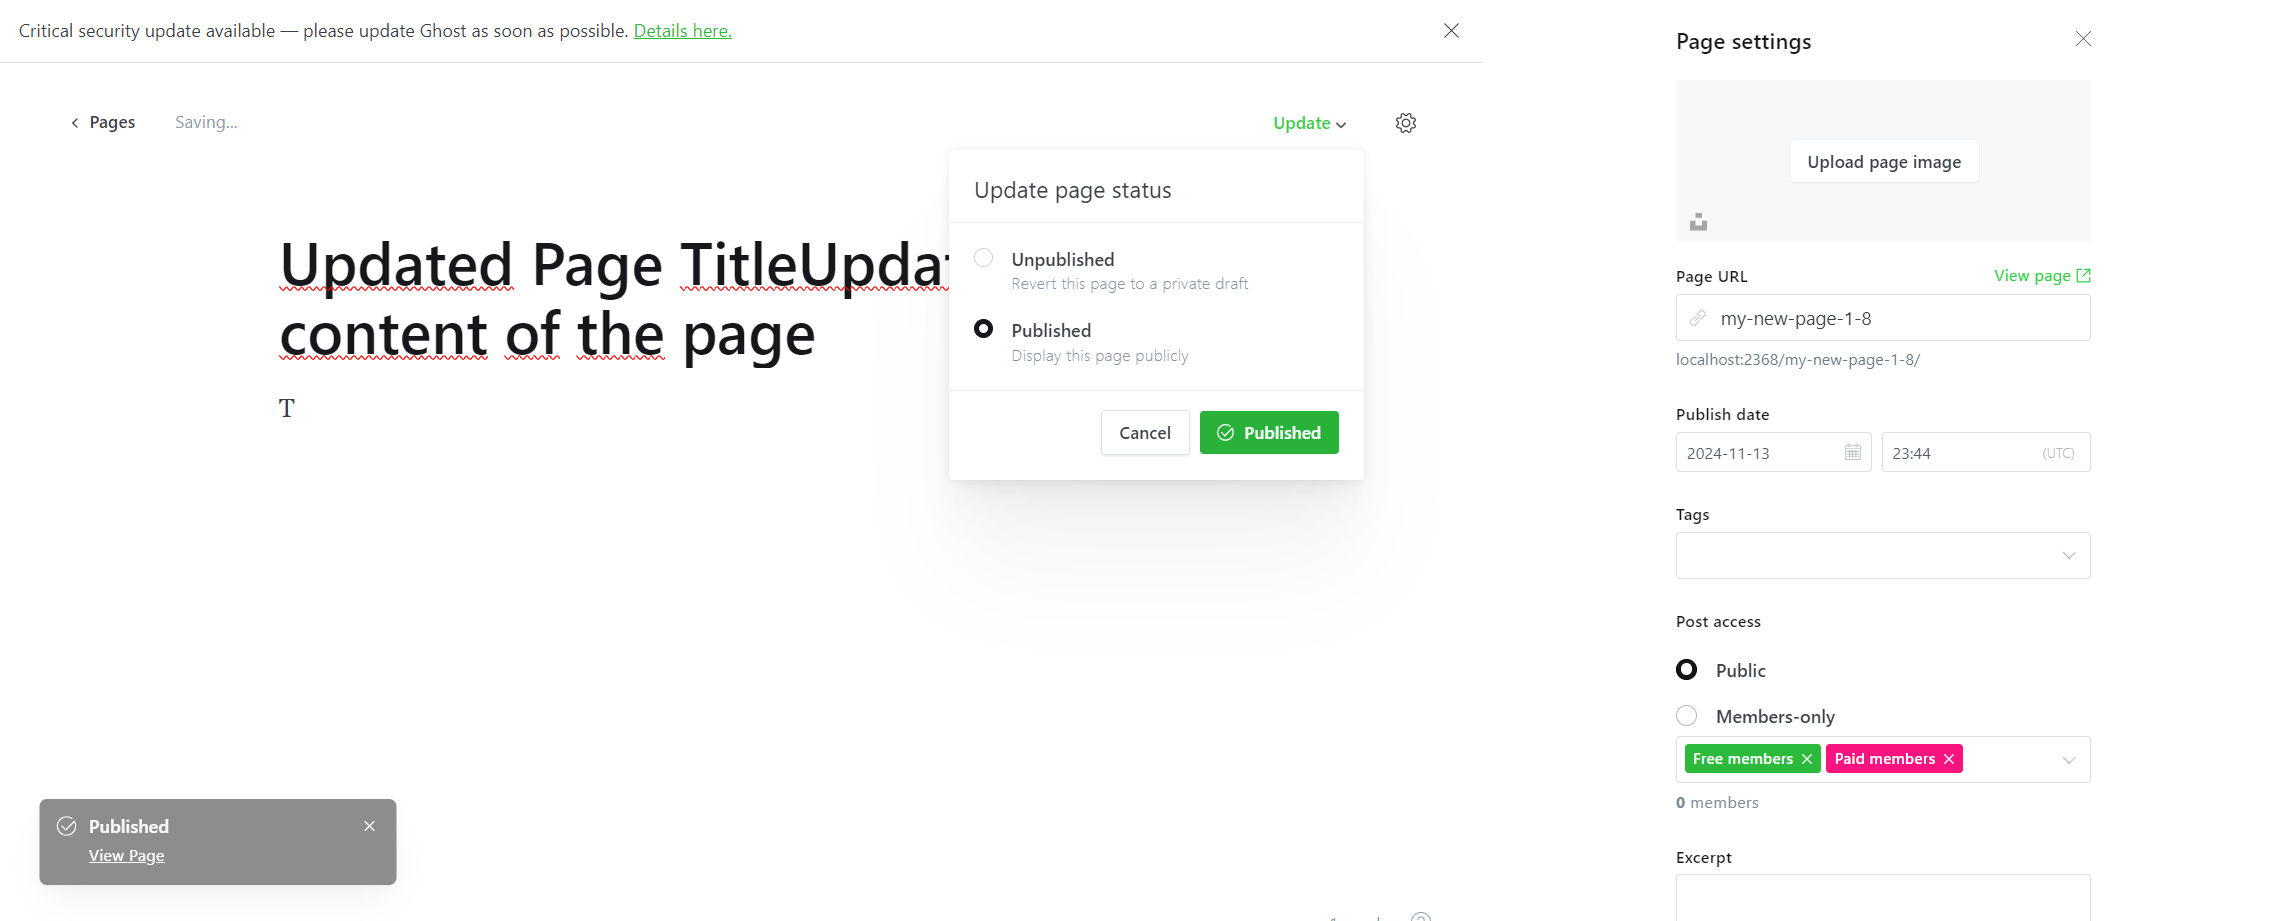 Critical security update available — please update Ghost as soon as possible. Details here.
Pages
Saving...
Update
Update page status
Unpublished
Revert this page to a private draft
Published
Display this page publicly
Cancel
Published
Updated Page TitleUpdat
content of the page
T
Published
View Page
Page settings
Upload page image
Page URL
View page
my-new-page-1-8
localhost:2368/my-new-page-1-8/
Publish date
2024-11-13
23:44
(UTC)
Tags
Post access
Public
Members-only
Free members
Paid members
0 members
Excerpt